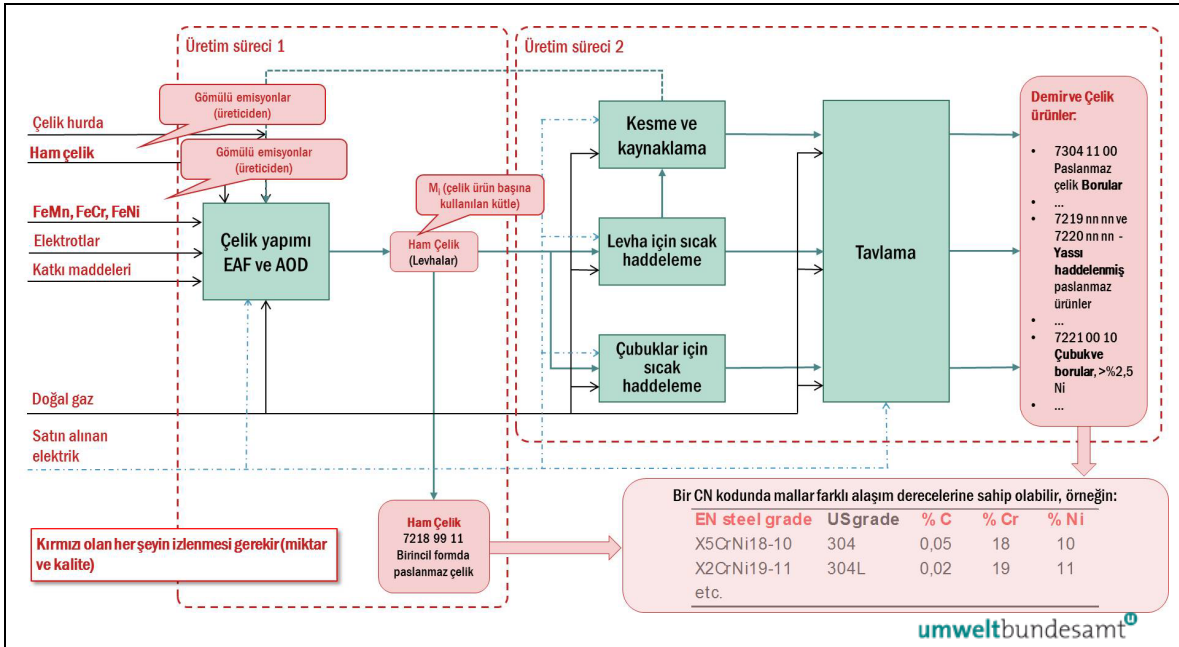 Üretim süreci 1
Üretim süreci 2
Gömülü emisyonlar
(üreticiden)
Çelik hurda
Ham çelik
Gömülü emisyonlar
(üreticiden)
FeMn, FeCr, FeNi
Elektrotlar
Katkı maddeleri
Çelik yapımı
EAF ve AOD
Mi (çelik ürün başına
kullanılan kütle)
Ham Çelik
(Levhalar)
Kesme ve
kaynaklama
Levha için sıcak
haddeleme
Çubuklar için
sıcak
haddeleme
Tavlama
Demirve Çelik
ürünler:
• 7304 11 00
Paslanmaz
çelik Borular
• ...
• 7219 nn nn ve
7220 nn nn -
Yassı
haddelenmiş
paslanmaz
ürünler
• ...
• 7221 00 10
Çubukve
borular, >%2,5
Ni
• ...
Doğal gaz
Satın alınan
elektrik
Kırmızı olan her şeyin izlenmesi gerekir (miktar
ve kalite)
Ham Çelik
7218 99 11
Birincil formda
paslanmaz çelik
Bir CN kodunda mallar farklı alaşım derecelerine sahip olabilir, örneğin:
EN steel grade US grade % C % Cr % Ni
X5CrNi18-10 304 0,05 18 10
X2CrNi19-11 304L 0,02 19 11
etc.
umweltbundesamt u